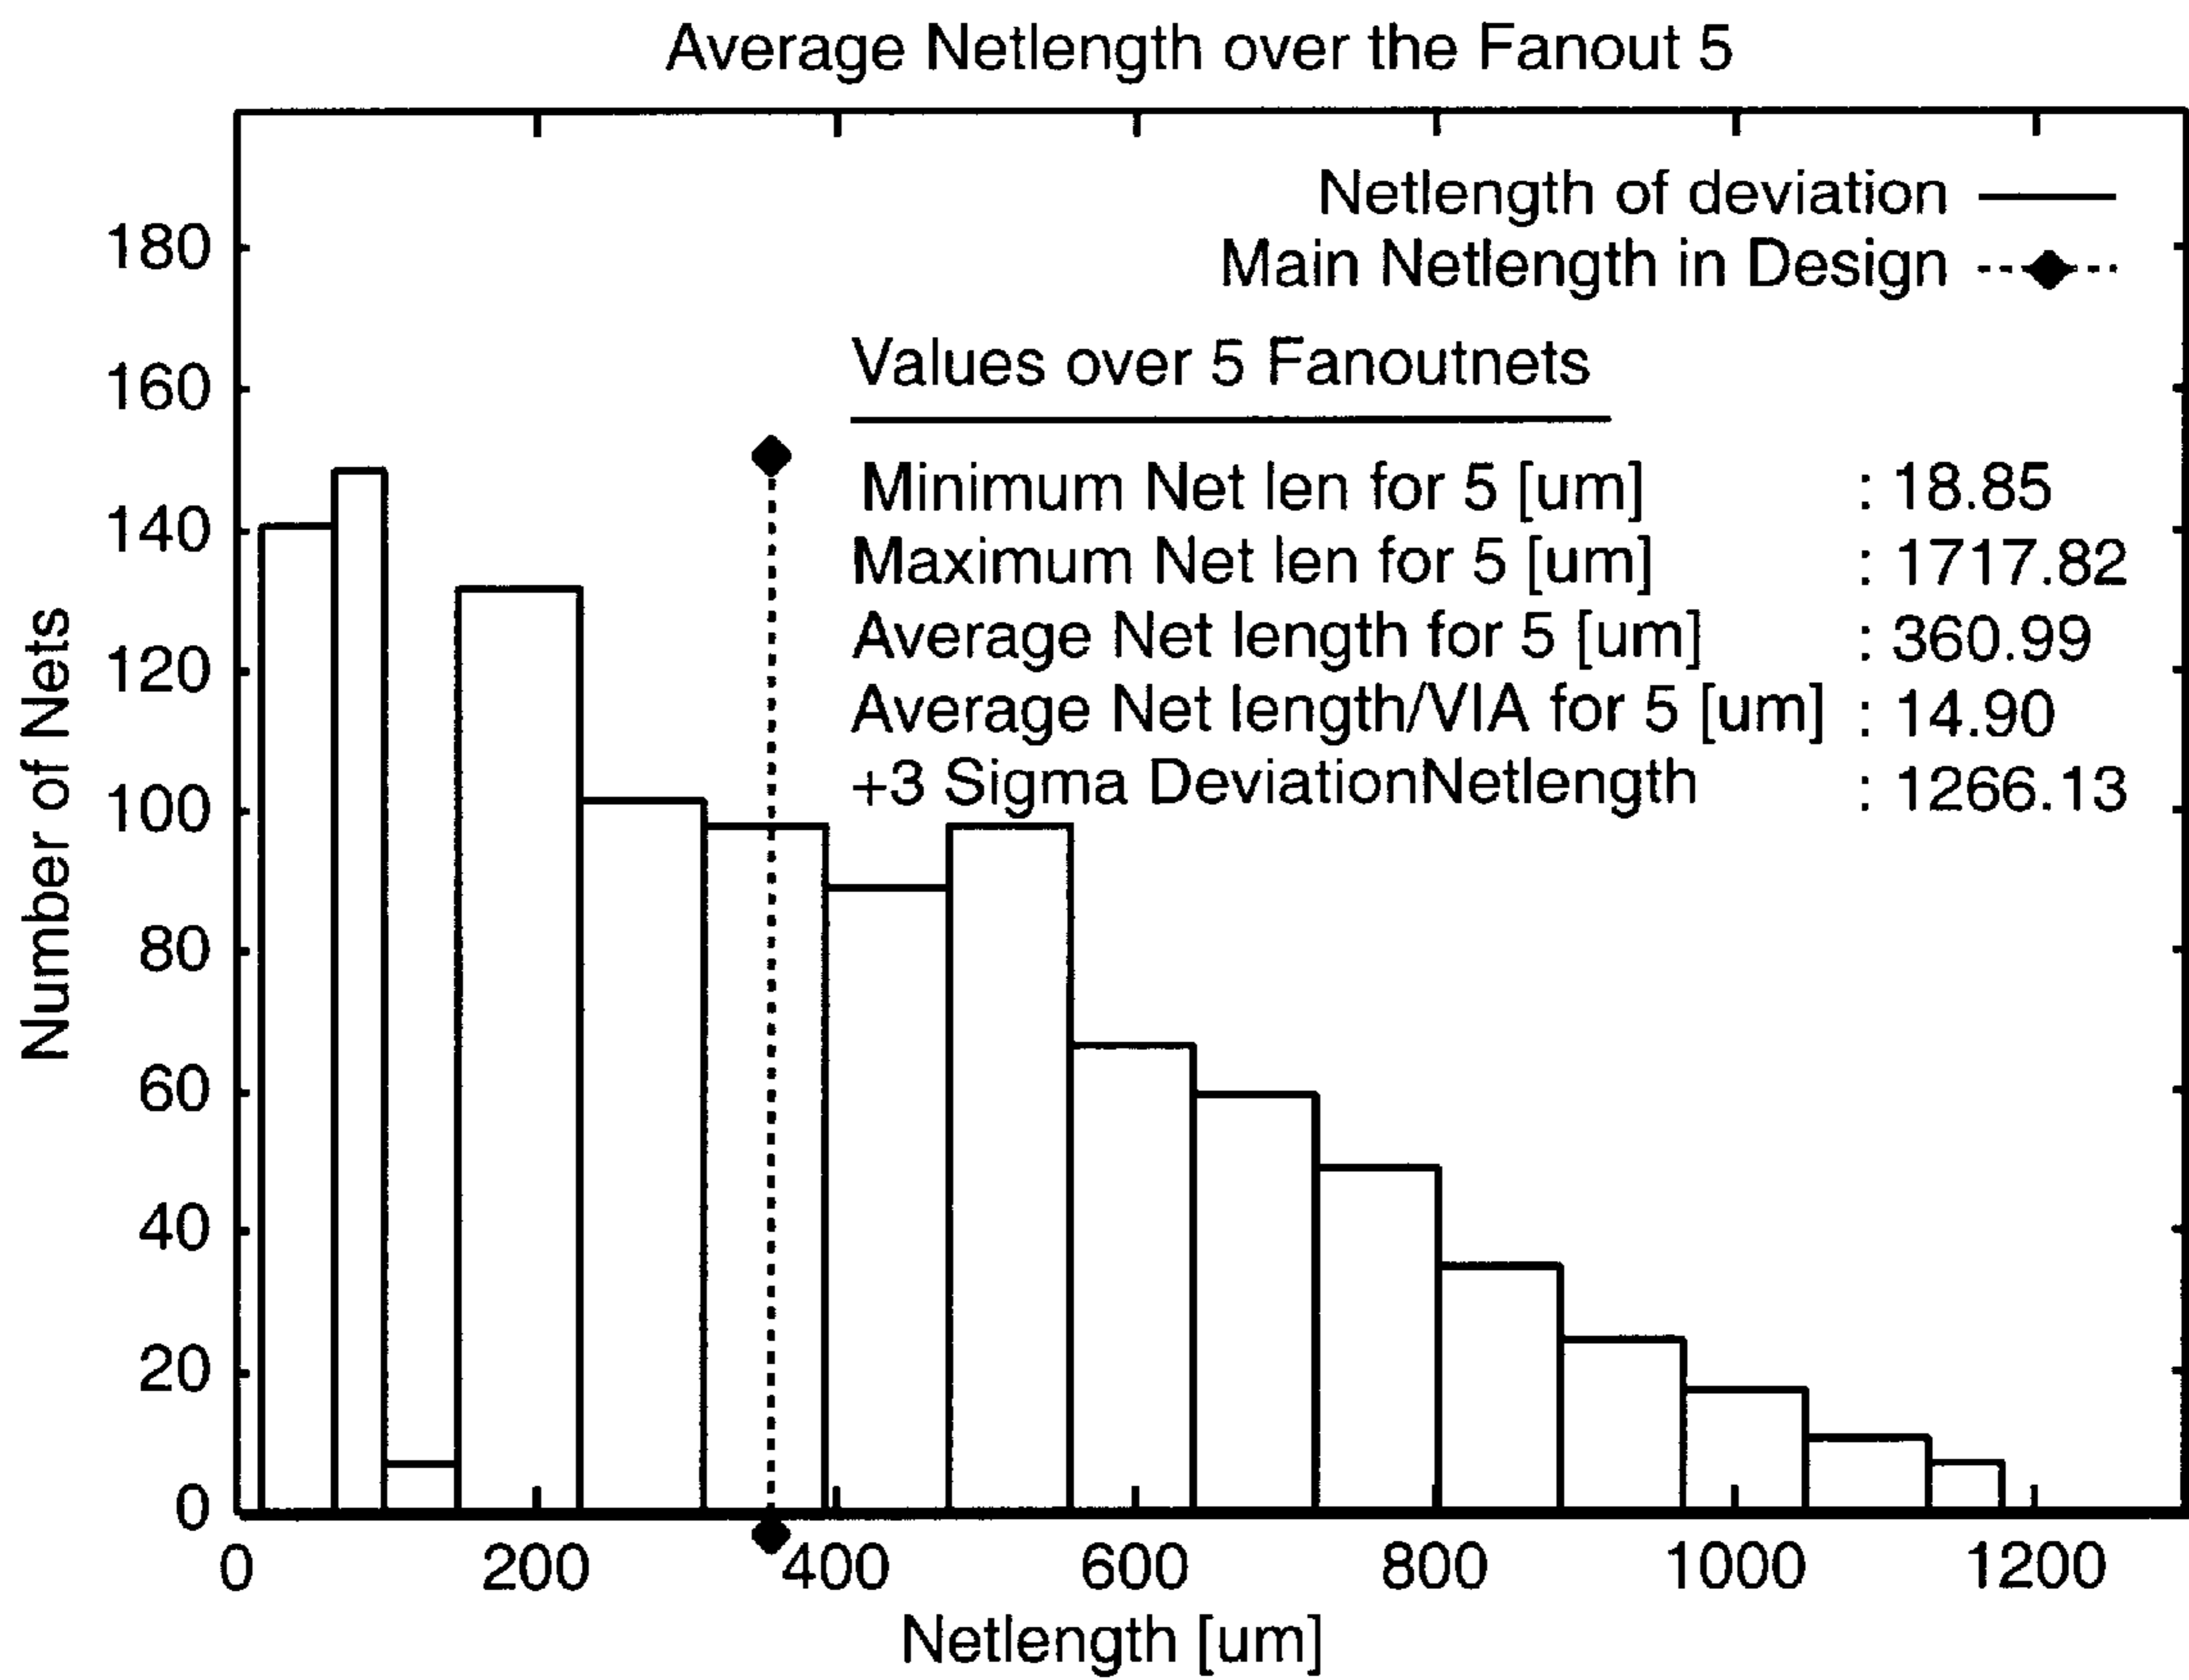 Average Netlength over the Fanout 5
Netlength of deviation
Main Netlength in Design
Values over 5 Fanoutnets
Minimum Net len for 5 [um] : 18.85
Maximum Net len for 5 [um] : 1717.82
Average Net length for 5 [um] : 360.99
Average Net length/VIA for 5 [um] : 14.90
+3 Sigma DeviationNetlength : 1266.13
Number of Nets
180
160
140
120
100
80
60
40
20
0
0 200 400 600 800 1000 1200
Netlength [um]